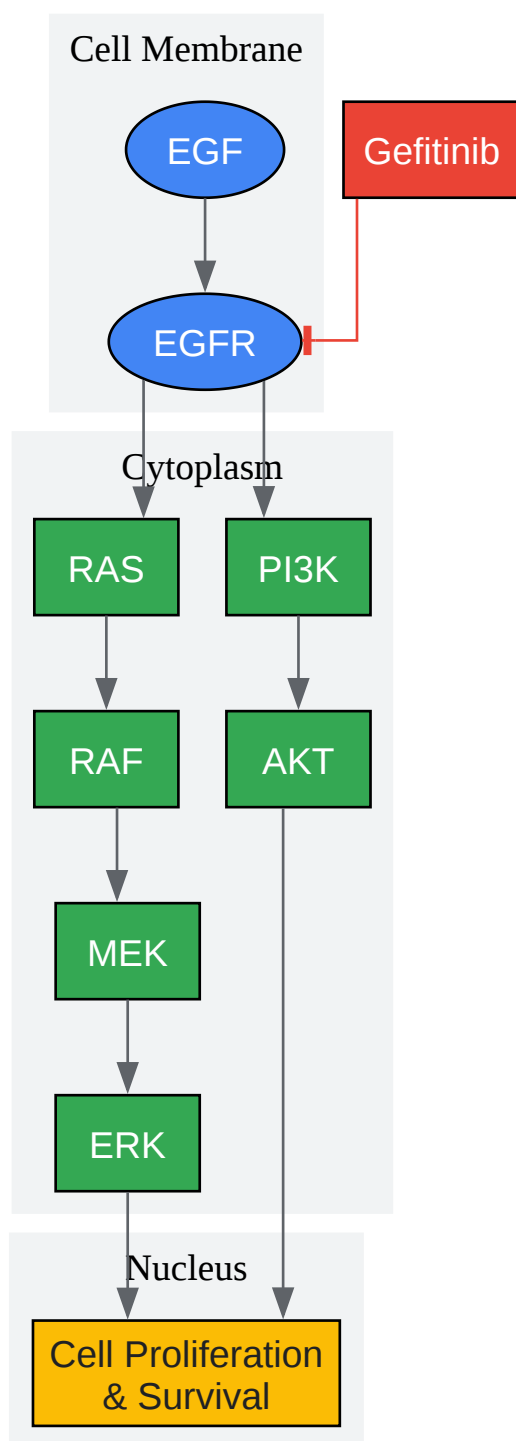 Cell Membrane
EGF
Gefitinib
EGFR
Cytoplasm
RAS
PI3K
RAF
AKT
MEK
ERK
Nucleus
Cell Proliferation
& Survival